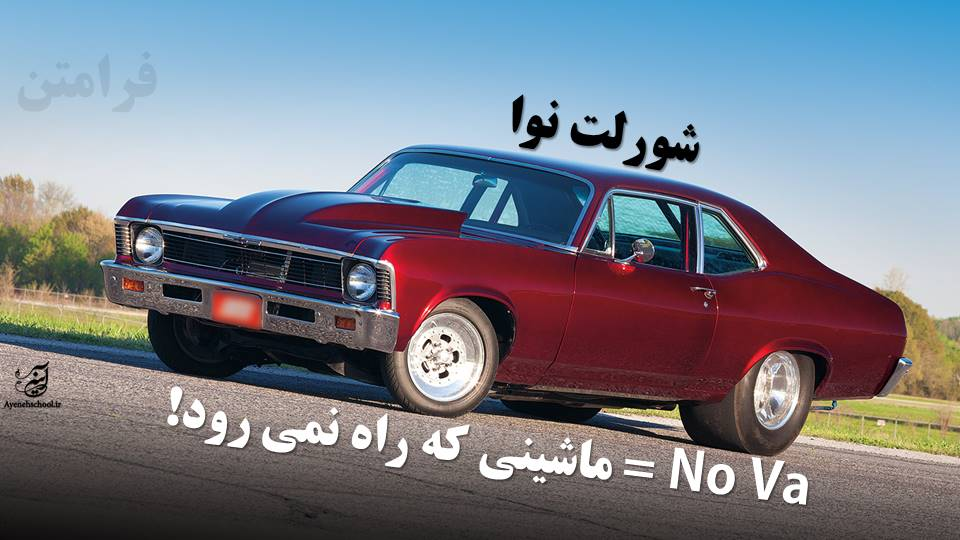 فرامتن
شورلت نوا
No Va = ماشینی که راه نمی رود!
Ayenehschool.ir